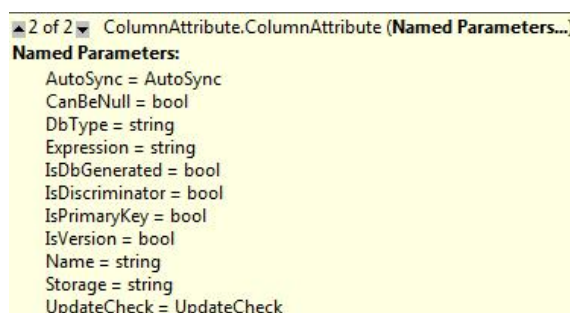 ▲2 of 2▼ ColumnAttribute.ColumnAttribute (Named Parameters...)
Named Parameters:
AutoSync = AutoSync
CanBeNull = bool
DbType = string
Expression = string
IsDbGenerated = bool
IsDiscriminator = bool
IsPrimaryKey = bool
IsVersion = bool
Name = string
Storage = string
UpdateCheck = UpdateCheck